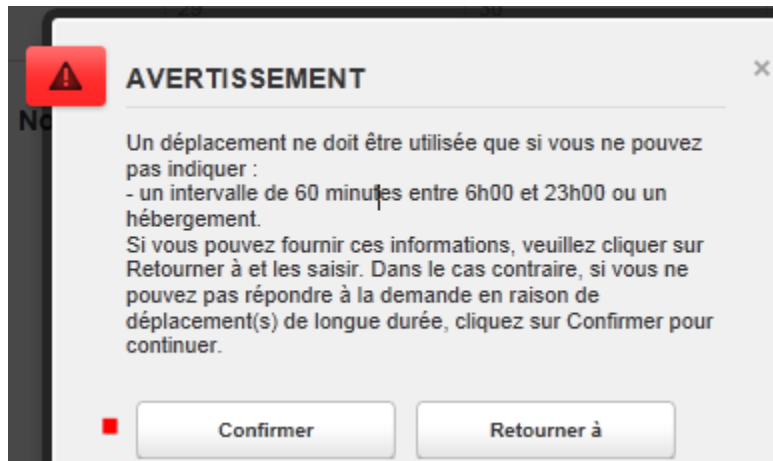 29 30
AVERTISSEMENT
×
No
Un déplacement ne doit être utilisée que si vous ne pouvez
pas indiquer :
- un intervalle de 60 minutes entre 6h00 et 23h00 ou un
hébergement.
Si vous pouvez fournir ces informations, veuillez cliquer sur
Retourner à et les saisir. Dans le cas contraire, si vous ne
pouvez pas répondre à la demande en raison de
déplacement(s) de longue durée, cliquez sur Confirmer pour
continuer.
Confirmer Retourner à